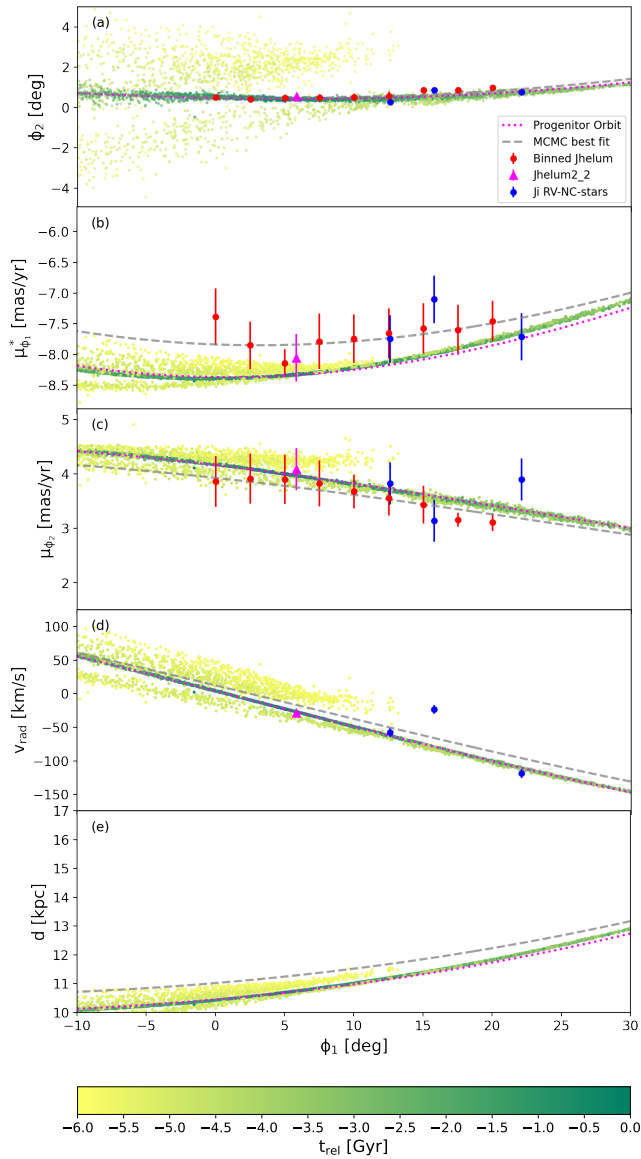 (a)
4
2
0
−2
−4
ϕ2 [deg]
Progenitor Orbit
MCMC best fit
Binned Jhelum
Jhelum2_2
Ji RV-NC-stars
(b)
−6.0
−6.5
−7.0
−7.5
−8.0
−8.5
μ*ϕ1 [mas/yr]
(c)
5
4
3
2
μϕ2 [mas/yr]
(d)
100
50
0
−50
−100
−150
vrad [km/s]
(e)
17
16
15
14
13
12
11
10
d [kpc]
−10 −5 0 5 10 15 20 25 30
ϕ1 [deg]
−6.0 −5.5 −5.0 −4.5 −4.0 −3.5 −3.0 −2.5 −2.0 −1.5 −1.0 −0.5 0.0
trel [Gyr]